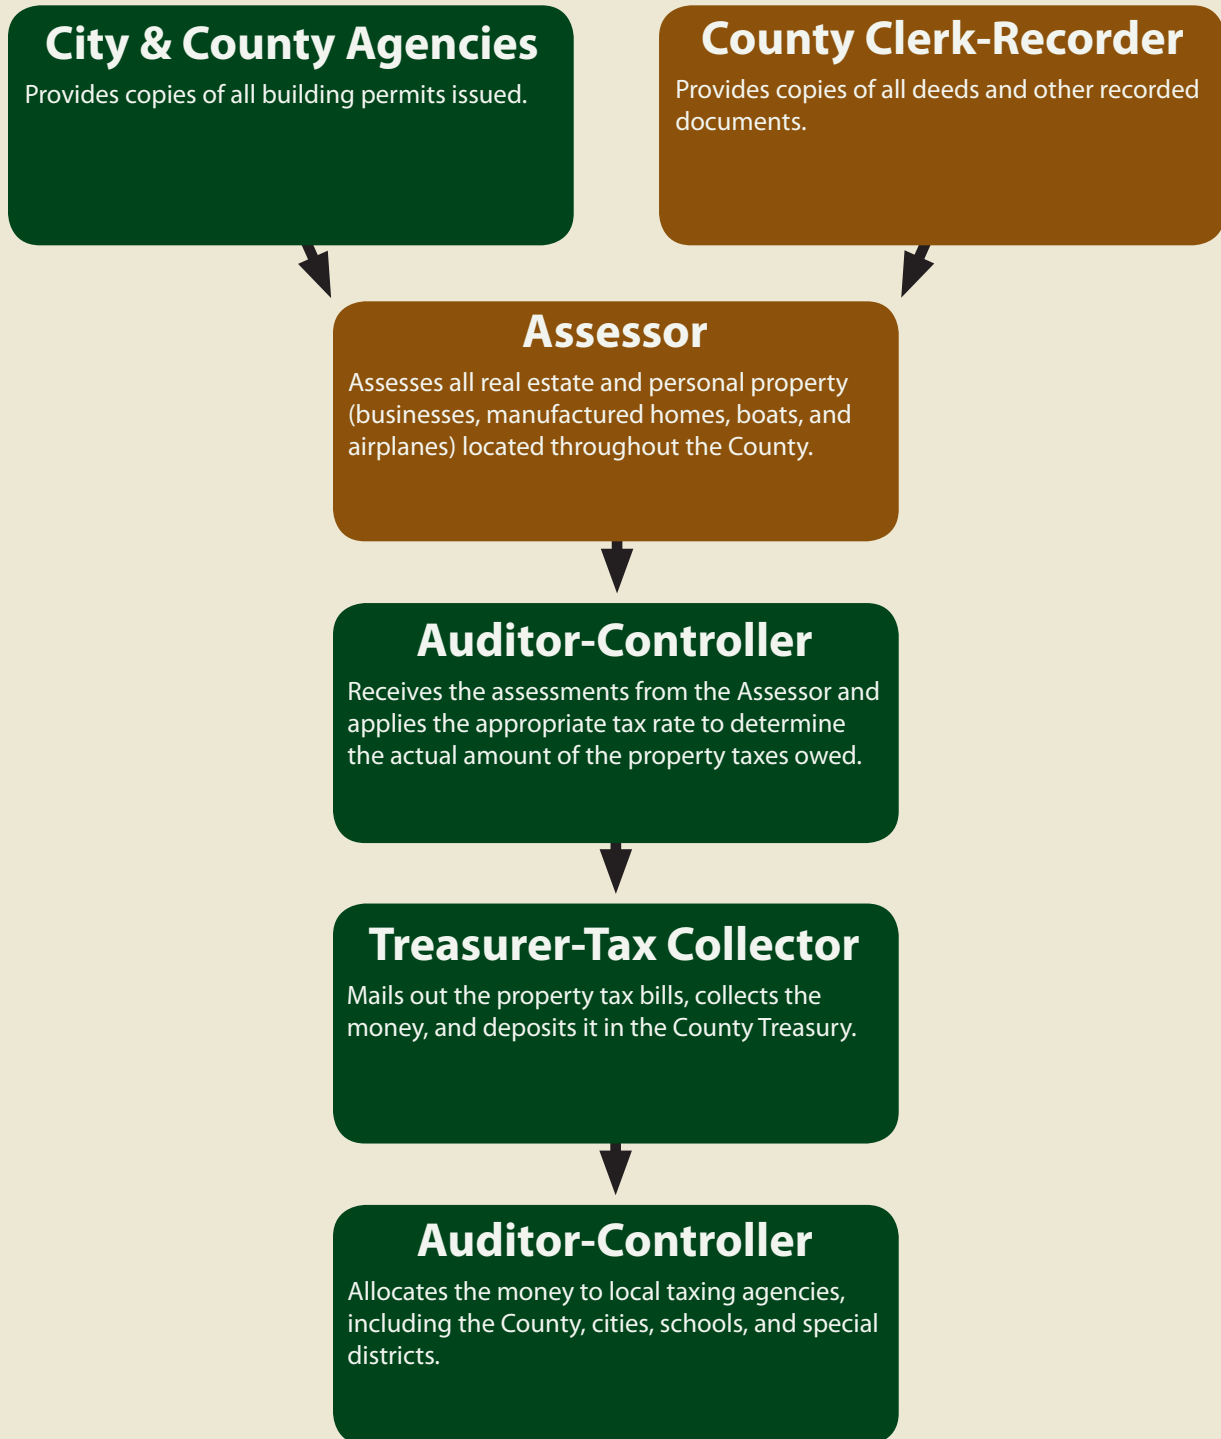 City & County Agencies
Provides copies of all building permits issued.
County Clerk-Recorder
Provides copies of all deeds and other recorded
documents.
Assessor
Assesses all real estate and personal property
(businesses, manufactured homes, boats, and
airplanes) located throughout the County.
Auditor-Controller
Receives the assessments from the Assessor and
applies the appropriate tax rate to determine
the actual amount of the property taxes owed.
Treasurer-Tax Collector
Mails out the property tax bills, collects the
money, and deposits it in the County Treasury.
Auditor-Controller
Allocates the money to local taxing agencies,
including the County, cities, schools, and special
districts.